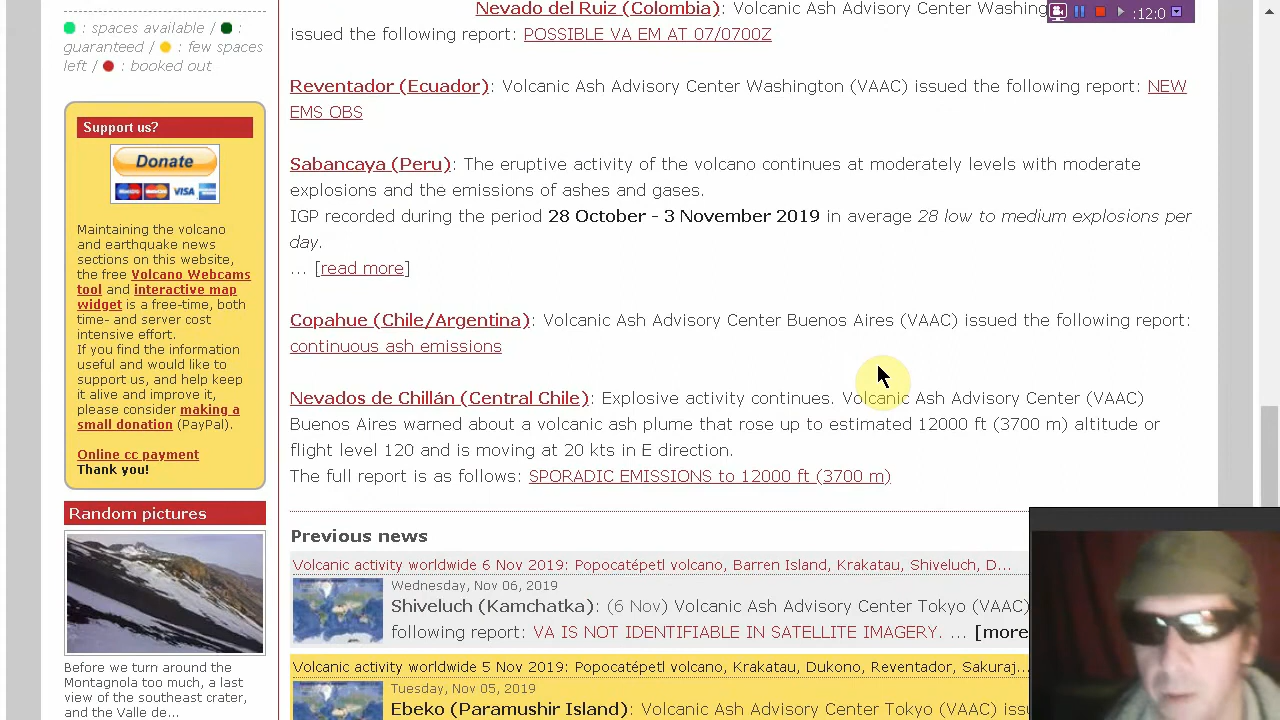 : spaces available / :
guaranteed / : few spaces
left / : booked out
Support us?
Donate
VISA
Maintaining the volcano
and earthquake news
sections on this website,
the free Volcano Webcams
tool and interactive map
widget is a free-time, both
time- and server cost
intensive effort.
If you find the information
useful and would like to
support us, and help keep
it alive and improve it,
please consider making a
small donation (PayPal).
Online cc payment
Thank you!
Random pictures
Before we turn around the
Montagnola too much, a last
view of the southeast crater,
and the Valle de...
Nevado del Ruiz (Colombia): Volcanic Ash Advisory Center Washing
issued the following report: POSSIBLE VA EM AT 07/0700Z
Reventador (Ecuador): Volcanic Ash Advisory Center Washington (VAAC) issued the following report: NEW
EMS OBS
Sabancaya (Peru): The eruptive activity of the volcano continues at moderately levels with moderate
explosions and the emissions of ashes and gases.
IGP recorded during the period 28 October - 3 November 2019 in average 28 low to medium explosions per
day.
... [read more]
Copahue (Chile/Argentina): Volcanic Ash Advisory Center Buenos Aires (VAAC) issued the following report:
continuous ash emissions
Nevados de Chillán (Central Chile): Explosive activity continues. Volcanic Ash Advisory Center (VAAC)
Buenos Aires warned about a volcanic ash plume that rose up to estimated 12000 ft (3700 m) altitude or
flight level 120 and is moving at 20 kts in E direction.
The full report is as follows: SPORADIC EMISSIONS to 12000 ft (3700 m)
Previous news
Volcanic activity worldwide 6 Nov 2019: Popocatépetl volcano, Barren Island, Krakatau, Shiveluch, D...
Wednesday, Nov 06, 2019
Shiveluch (Kamchatka): (6 Nov) Volcanic Ash Advisory Center Tokyo (VAAC)
following report: VA IS NOT IDENTIFIABLE IN SATELLITE IMAGERY. ... [more
Volcanic activity worldwide 5 Nov 2019: Popocatépetl volcano, Krakatau, Dukono, Reventador, Sakuraj...
Tuesday, Nov 05, 2019
Ebeko (Paramushir Island): Volcanic Ash Advisory Center Tokyo (VAAC) iss
:12:0